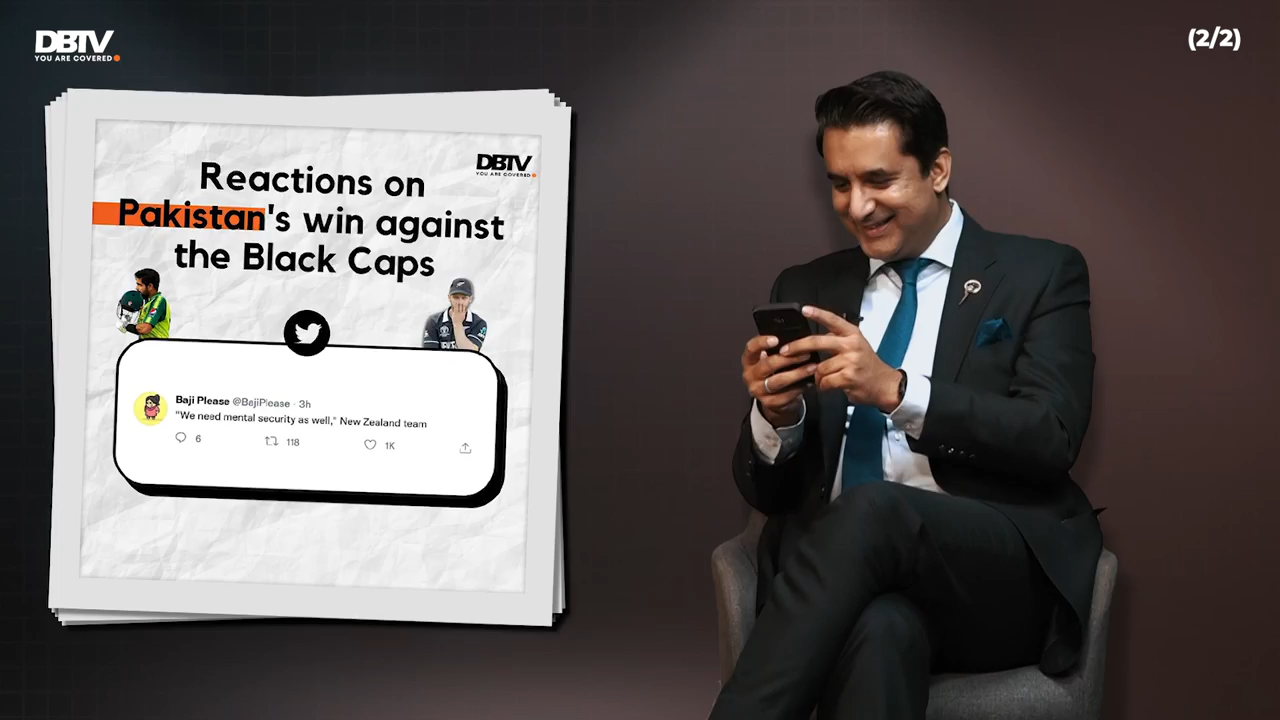 DBTV
YOU ARE COVERED
(2/2)
DBTV
YOU ARE COVERED
Reactions on
Pakistan's win against
the Black Caps
Baji Please @BajiPlease · 3h
"We need mental security as well," New Zealand team
6 118 1K